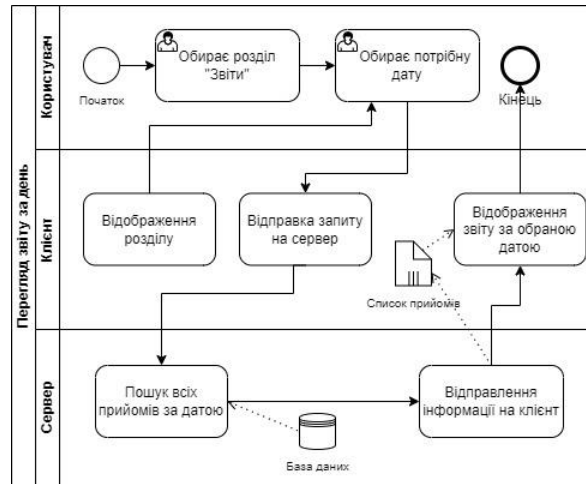 Перегляд звіту за день
Користувач
Початок
Обирає розділ
"Звіти"
Обирає потрібну
дату
Кінець
Клієнт
Відображення
розділу
Відправка запиту
на сервер
Відображення
звіту за обраною
датою
Список прийомів
Сервер
Пошук всіх
прийомів за датою
Відправлення
інформації на клієнт
База даних